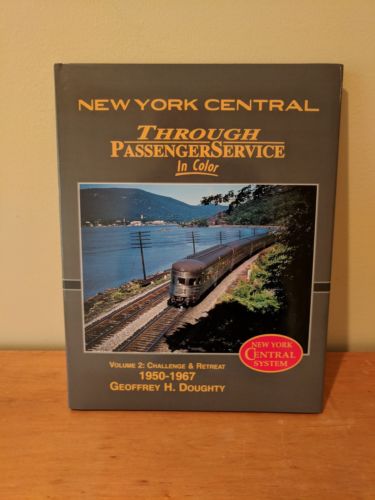 NEW YORK CENTRAL
THROUGH
PASSENGERSERVICE
In Color
NEW YORK
CENTRAL
SYSTEM
VOLUME 2: CHALLENGE & RETREAT
1950-1967
GEOFFREY H. DOUGHTY